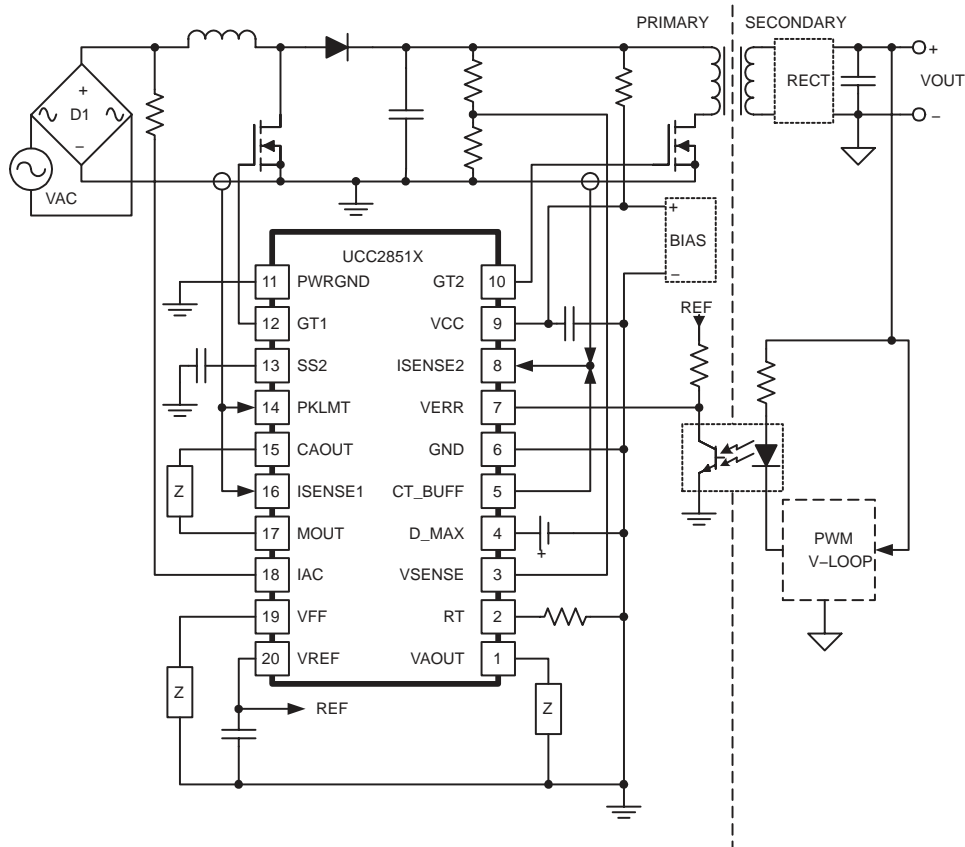 PRIMARY SECONDARY
+
VOUT
−
RECT
+
D1
−
VAC
+
BIAS
−
UCC2851X
11 PWRGND GT2 10
REF
12 GT1 VCC 9
13 SS2 ISENSE2 8
14 PKLMT VERR 7
15 CAOUT GND 6
Z
16 ISENSE1 CT_BUFF 5
17 MOUT D_MAX 4
+
PWM
V−LOOP
18 IAC VSENSE 3
19 VFF RT 2
20 VREF VAOUT 1
Z
REF
Z